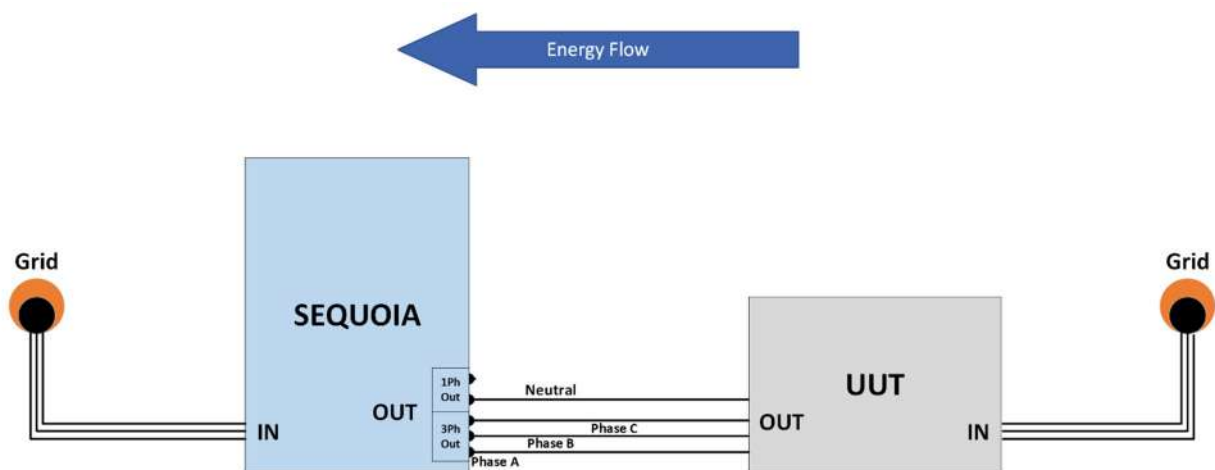 Energy Flow
Grid
Grid
SEQUOIA
1Ph
Out
Neutral
UUT
OUT
OUT
3Ph
Out
Phase C
IN
IN
Phase B
Phase A